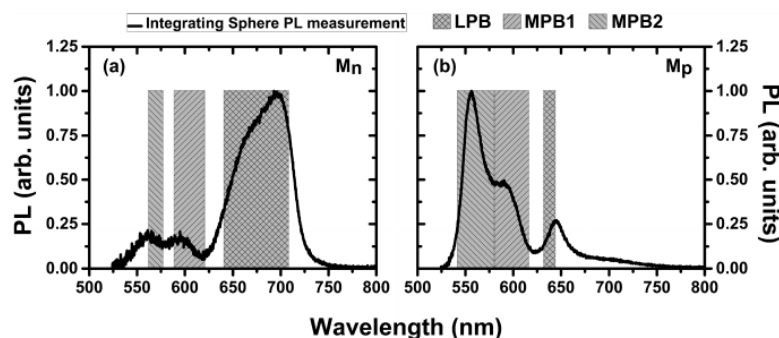 Integrating Sphere PL measurement LPB MPB1 MPB2
(a) Mn
(b) Mp
PL (arb. units)
1.25
1.00
0.75
0.50
0.25
0.00
500 550 600 650 700 750 800
500 550 600 650 700 750 800
1.25
1.00
0.75
0.50
0.25
0.00
PL (arb. units)
Wavelength (nm)